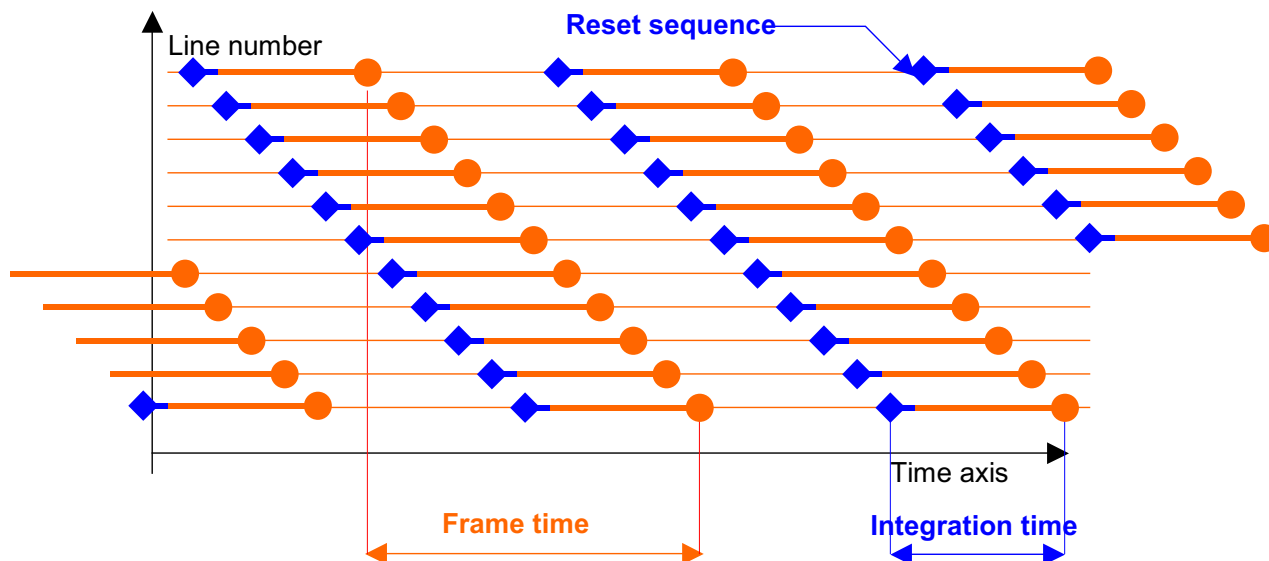 Reset sequence
Line number
Time axis
Frame time
Integration time